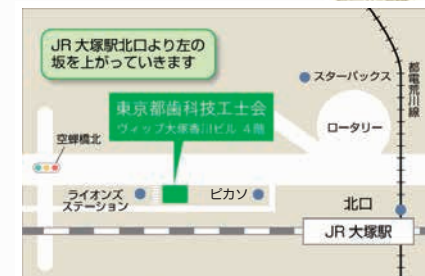 JR 大塚駅北口より左の
坂を上がっていきます
東京都歯科技工士会
ヴィップ大塚香川ビル 4階
スターバックス
都電荒川線
ロータリー
空蝉橋北
ライオンズ
ステーション
ピカソ
北口
JR 大塚駅